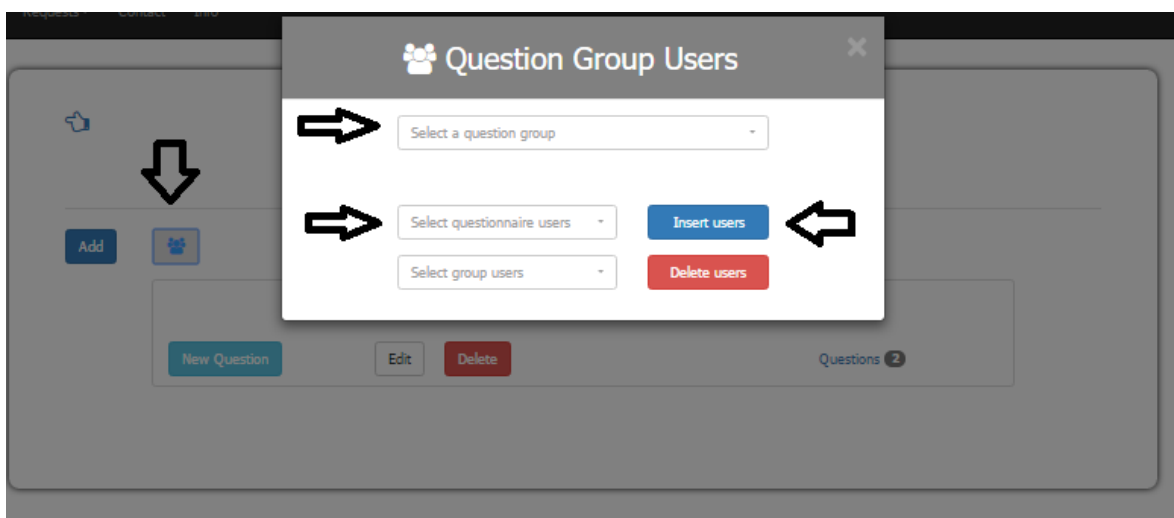 Requests Contact Info
Question Group Users
×
Select a question group
Select questionnaire users Insert users
Add
Select group users Delete users
New Question Edit Delete Questions 2